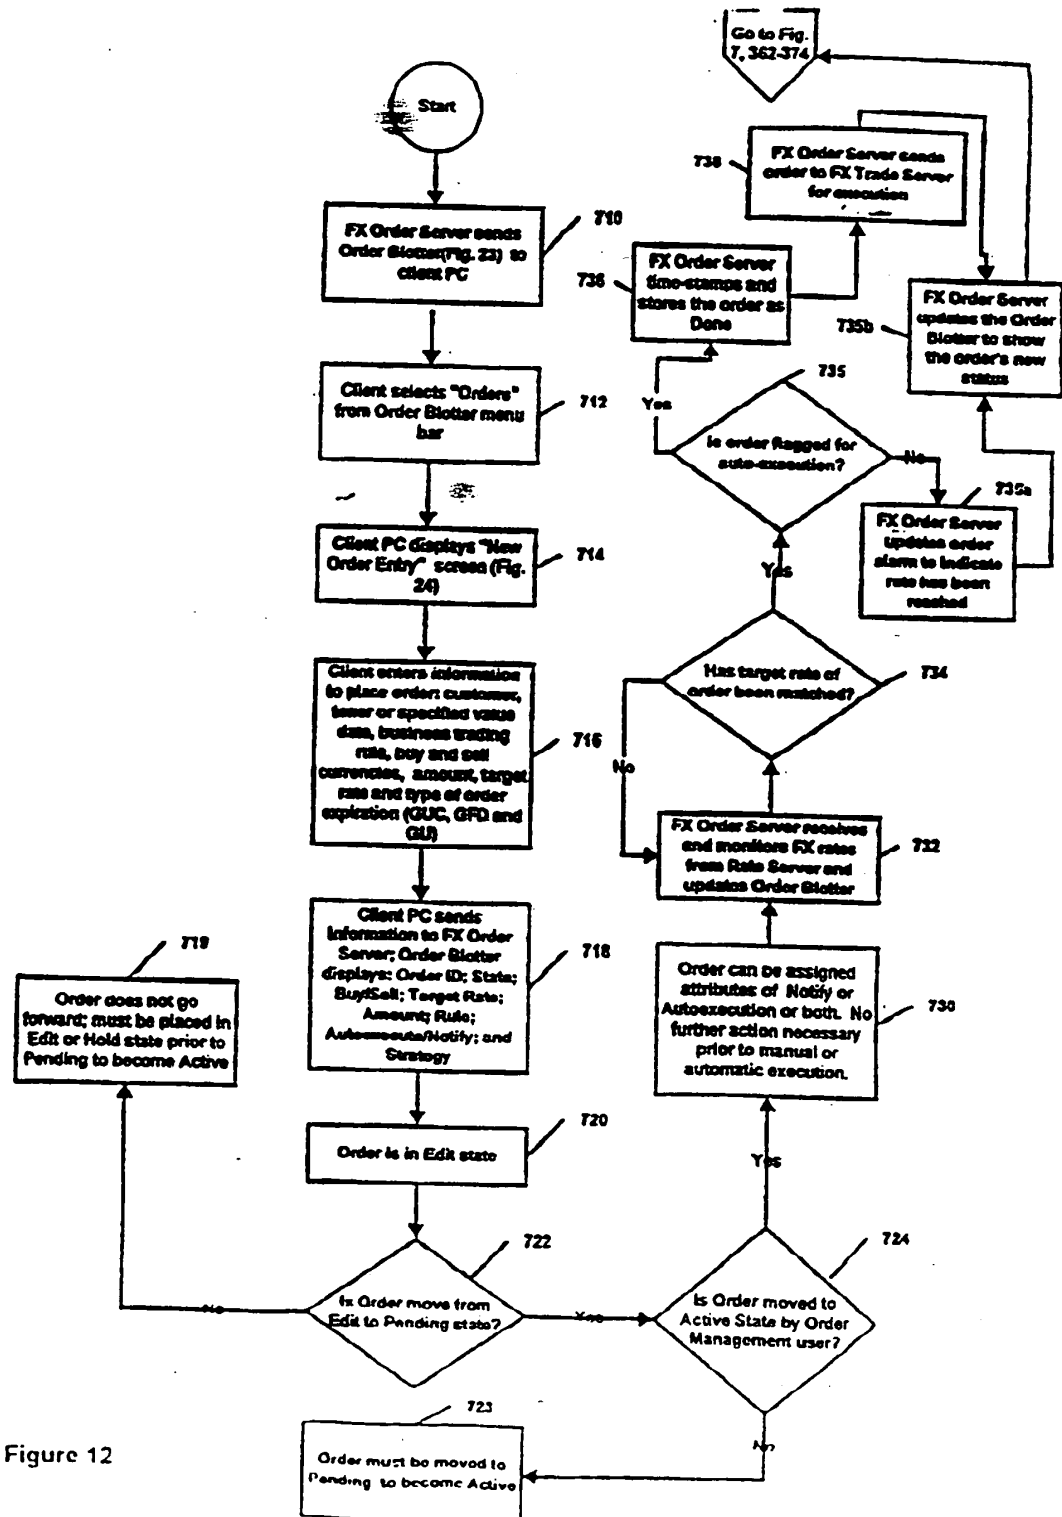 Start
710
FX Order Server sends
Order Blotter(Fig. 23) to
client PC
712
Client selects "Orders"
from Order Blotter menu
bar
714
Client PC displays "New
Order Entry" screen (Fig.
24)
716
Client enters information
to place order: customer,
tenor or specified value
date, business trading
rule, buy and sell
currencies, amount, target
rate and type of order
expiration (GUC, GFD and
GU)
718
Client PC sends
Information to FX Order
Server; Order Blotter
displays: Order ID; State;
Buy/Sell; Target Rate;
Amount; Rule;
Autoexecute/Notify; and
Strategy
719
Order does not go
forward; must be placed in
Edit or Hold state prior to
Pending to become Active
720
Order is in Edit state
722
Is Order move from
Edit to Pending state?
No
Yes
723
Order must be moved to
Pending to become Active
724
Is Order moved to
Active State by Order
Management user?
No
Yes
730
Order can be assigned
attributes of Notify or
Autoexecution or both. No
further action necessary
prior to manual or
automatic execution.
732
FX Order Server receives
and monitors FX rates
from Rate Server and
updates Order Blotter
734
Has target rate of
order been matched?
No
Yes
735
Is order flagged for
auto-execution?
Yes
No
735a
FX Order Server
updates order
alarm to indicate
rate has been
reached
736
FX Order Server
time-stamps and
stores the order as
Done
738
FX Order Server sends
order to FX Trade Server
for execution
735b
FX Order Server
updates the Order
Blotter to show
the order's new
status
Go to Fig.
7, 362-374
Figure 12